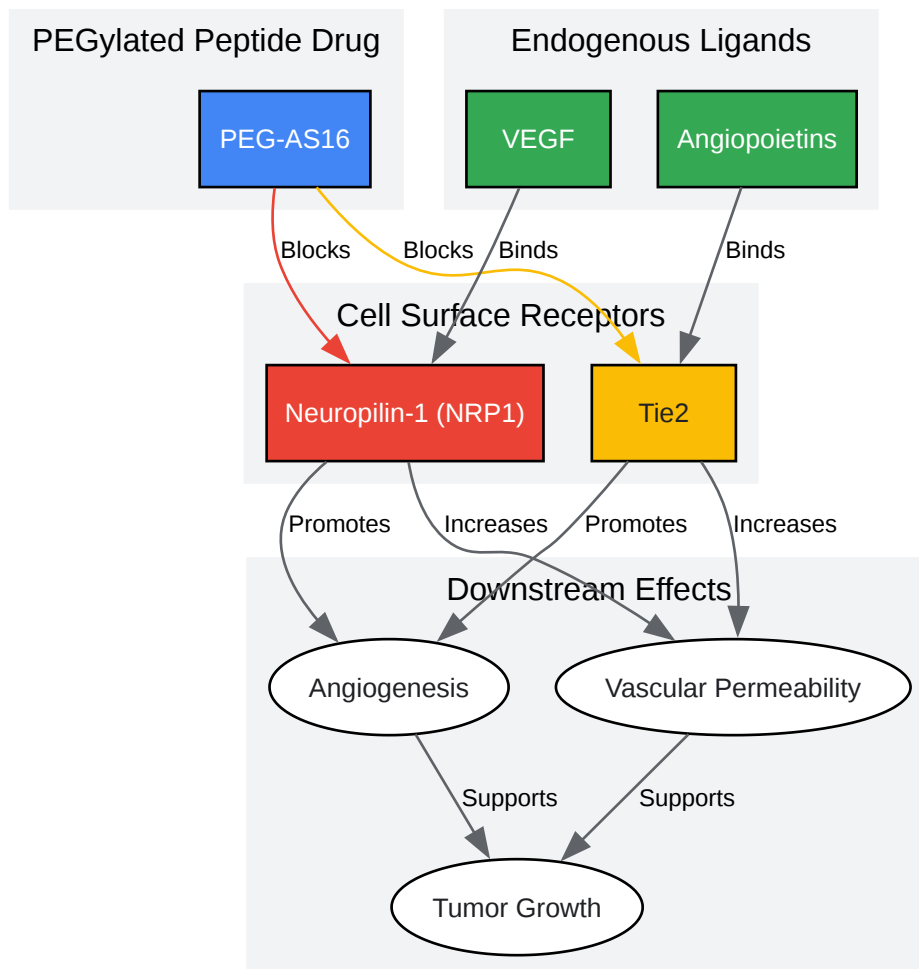 PEGylated Peptide Drug
Endogenous Ligands
PEG-AS16
VEGF
Angiopoietins
Blocks
Blocks
Binds
Binds
Cell Surface Receptors
Neuropilin-1 (NRP1)
Tie2
Promotes
Increases
Promotes
Increases
Downstream Effects
Angiogenesis
Vascular Permeability
Supports
Supports
Tumor Growth